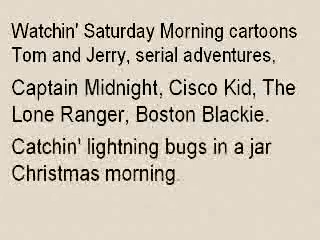 Watchin' Saturday Morning cartoons
Tom and Jerry, serial adventures,
Captain Midnight, Cisco Kid, The
Lone Ranger, Boston Blackie.
Catchin' lightning bugs in a jar
Christmas morning.